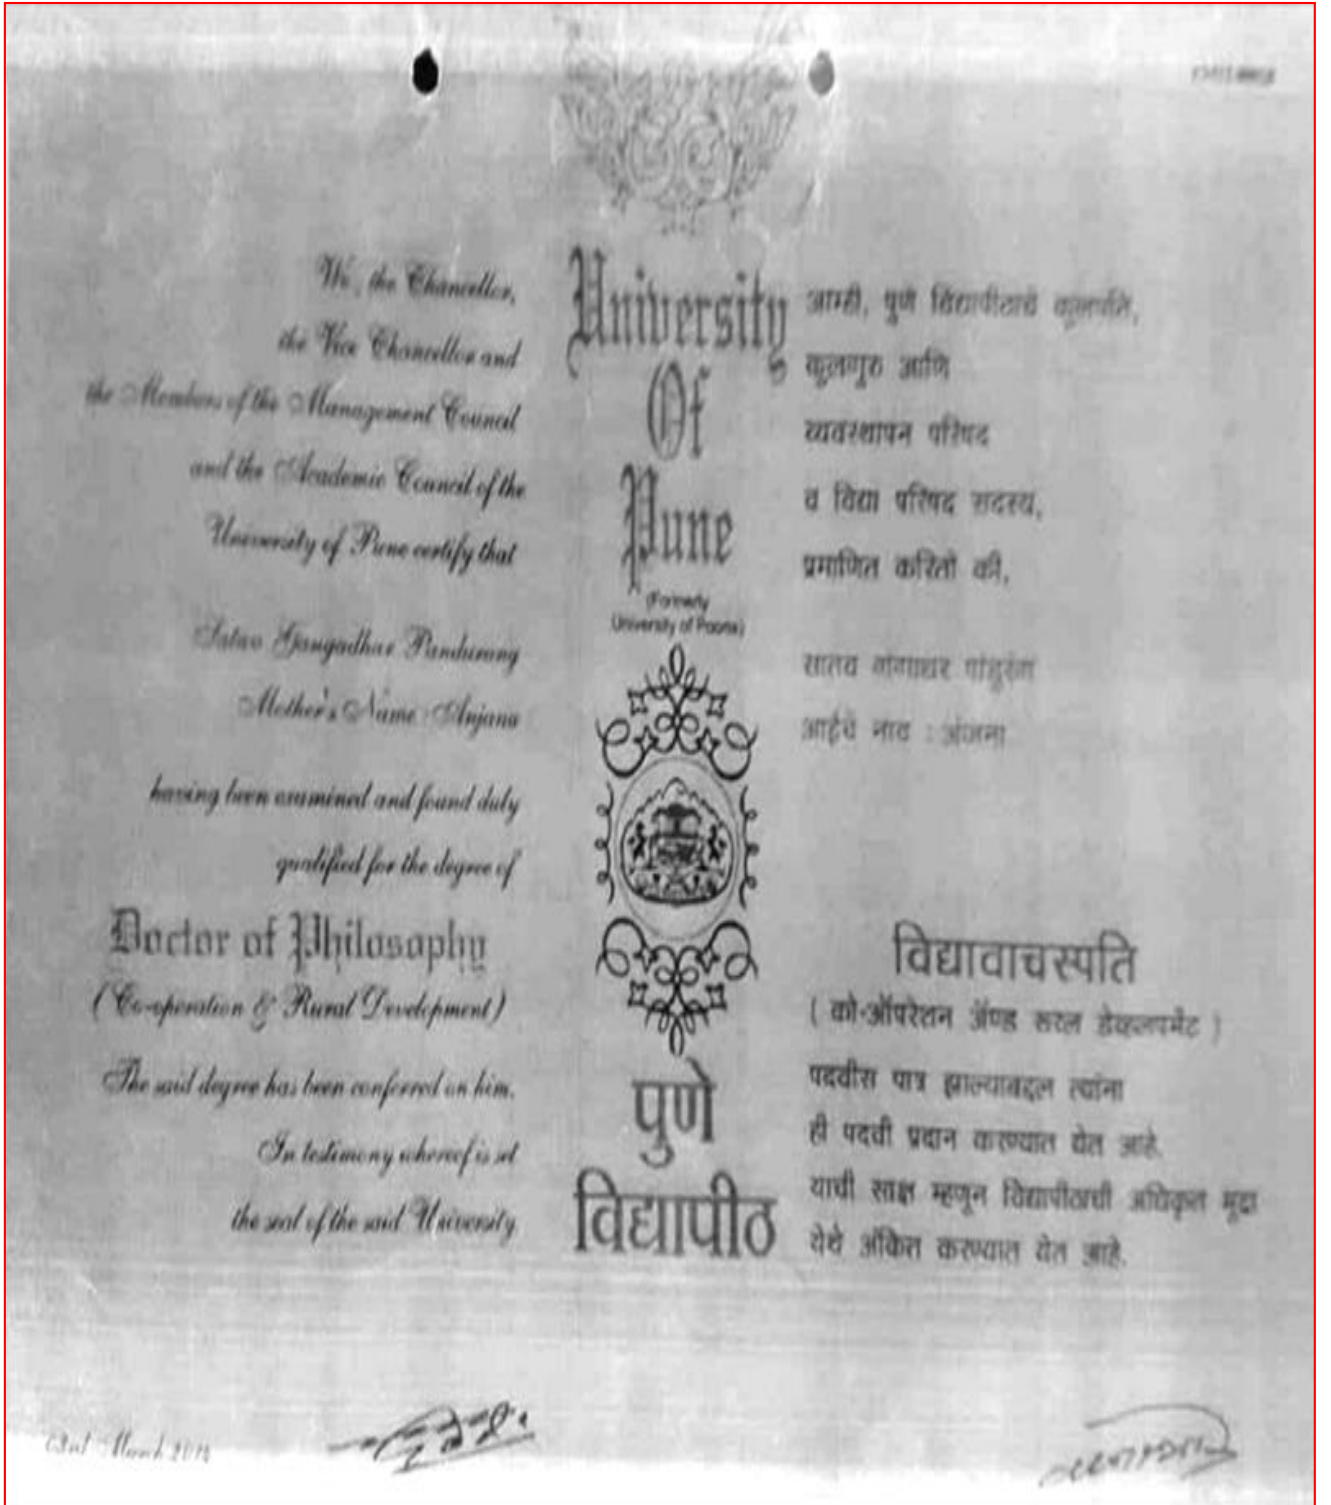 We, the Chancellor,
the Vice Chancellor and
the Members of the Management Council
and the Academic Council of the
University of Pune certify that
Satav Gangadhar Pandurang
Mother's Name : Anjana
having been examined and found duly
qualified for the degree of
Doctor of Philosophy
(Co-operation & Rural Development)
The said degree has been conferred on him.
In testimony whereof is set
the seal of the said University
University
Of
Pune
(Formerly
University of Poona)
पुणे
विद्यापीठ
आम्ही, पुणे विद्यापीठाचे कुलपति,
कुलगुरु आणि
व्यवस्थापन परिषद
व विद्या परिषद सदस्य,
प्रमाणित करितो की,
सातव गंगाधर पांडुरंग
आईचे नाव : अंजना
विद्यावाचस्पति
( को-ऑपरेशन ॲण्ड रुरल डेव्हलपमेंट )
पदवीस पात्र झाल्याबद्दल त्यांना
ही पदवी प्रदान करण्यात येत आहे.
याची साक्ष म्हणून विद्यापीठाची अधिकृत मुद्रा
येथे अंकित करण्यात येत आहे.
March